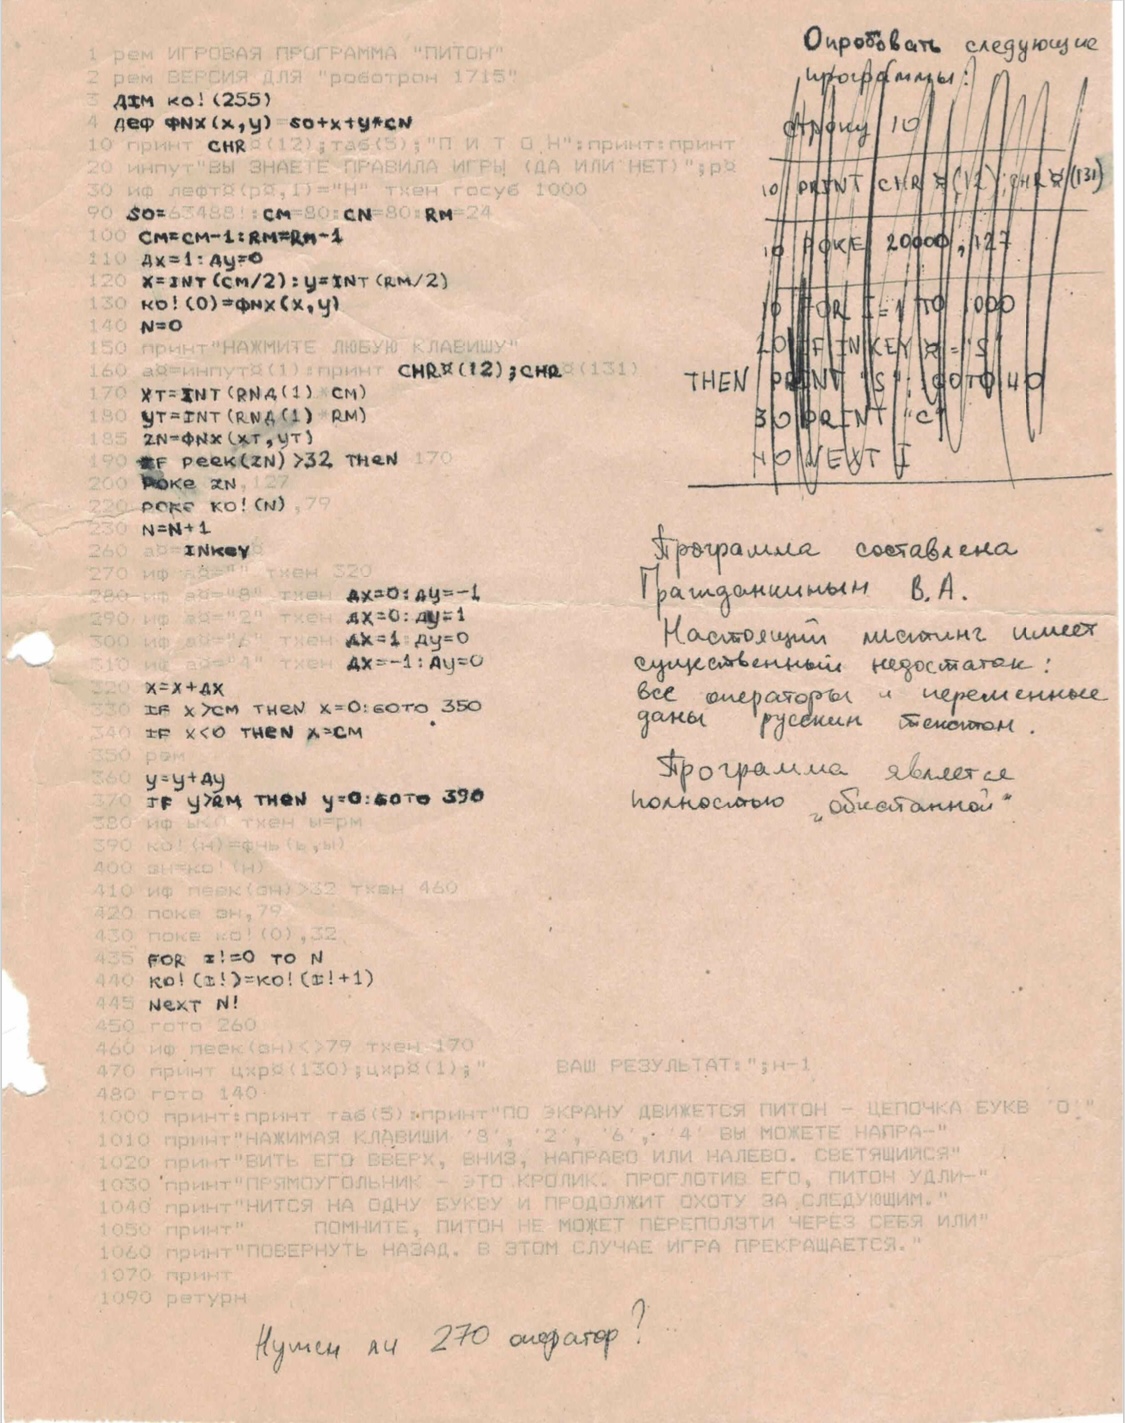 1 рем ИГРОВАЯ ПРОГРАММА "ПИТОН"
2 рем ВЕРСИЯ ДЛЯ "роботрон 1715"
3 ДIM ко!(255)
4 деф ФNX(x,y)=so+x+y*CN
10 принт CHR¤(12);таб(5);"П И Т О Н":принт:принт
20 инпут"ВЫ ЗНАЕТЕ ПРАВИЛА ИГРЫ (ДА ИЛИ НЕТ)";р¤
30 иф лефт¤(р¤,1)="Н" тхен госуб 1000
90 SO=63488!:CM=80:CN=80:RM=24
100 CM=CM-1:RM=RM-1
110 Дx=1:Дy=0
120 X=INT(CM/2):y=INT(RM/2)
130 ко!(0)=ФNX(X,y)
140 N=0
150 принт"НАЖМИТЕ ЛЮБУЮ КЛАВИШУ"
160 а¤=инпут¤(1):принт CHR¤(12);CHR¤(131)
170 XT=INT(RNД(1)*CM)
180 YT=INT(RNД(1)*RM)
185 ZN=ФNX(XT,YT)
190 IF peek(ZN)>32 THEN 170
200 POKE ZN,127
220 POKE KO!(N),79
230 N=N+1
260 а¤=INKEY¤
270 иф а¤="" тхен 320
280 иф а¤="8" тхен ДX=0:Дy=-1
290 иф а¤="2" тхен ДX=0:Дy=1
300 иф а¤="6" тхен ДX=1:Дy=0
310 иф а¤="4" тхен ДX=-1:Дy=0
320 X=X+ДX
330 IF X>CM THEN X=0:GOTO 350
340 IF X<0 THEN X=CM
350 рем
360 y=y+Дy
370 IF y>RM THEN y=0:GOTO 390
380 иф ы<0 тхен ы=рм
390 ко!(н)=фнь(ь,ы)
400 зн=ко!(н)
410 иф пеек(зн)>32 тхен 460
420 поке зн,79
430 поке ко!(0),32
435 FOR I!=0 TO N
440 KO!(I!)=KO!(I!+1)
445 NEXT N!
450 гото 260
460 иф пеек(зн)<>79 тхен 170
470 принт цхр¤(130);цхр¤(1);" ВАШ РЕЗУЛЬТАТ:";н-1
480 гото 140
1000 принт:принт таб(5):принт"ПО ЭКРАНУ ДВИЖЕТСЯ ПИТОН - ЦЕПОЧКА БУКВ 'О'"
1010 принт"НАЖИМАЯ КЛАВИШИ '8', '2', '6', '4' ВЫ МОЖЕТЕ НАПРА-"
1020 принт"ВИТЬ ЕГО ВВЕРХ, ВНИЗ, НАПРАВО ИЛИ НАЛЕВО. СВЕТЯЩИЙСЯ"
1030 принт"ПРЯМОУГОЛЬНИК - ЭТО КРОЛИК. ПРОГЛОТИВ ЕГО, ПИТОН УДЛИ-"
1040 принт"НИТСЯ НА ОДНУ БУКВУ И ПРОДОЛЖИТ ОХОТУ ЗА СЛЕДУЮЩИМ."
1050 принт" ПОМНИТЕ, ПИТОН НЕ МОЖЕТ ПЕРЕПОЛЗТИ ЧЕРЕЗ СЕБЯ ИЛИ"
1060 принт"ПОВЕРНУТЬ НАЗАД. В ЭТОМ СЛУЧАЕ ИГРА ПРЕКРАЩАЕТСЯ."
1070 принт
1090 ретурн
Нужен ли 270 оператор?
Опробовать следующие
программы:
строку 10
10 PRINT CHR¤(12);CHR¤(131)
10 POKE 20000,127
10 FOR I=1 TO 1000
20 IF INKEY¤="S"
THEN PRINT "S": GOTO 40
30 PRINT "C"
40 NEXT I
Программа составлена
Гражданкиным В.А.
Настоящий листинг имеет
существенный недостаток:
все операторы и переменные
даны русским текстом.
Программа является
полностью „обкатанной"